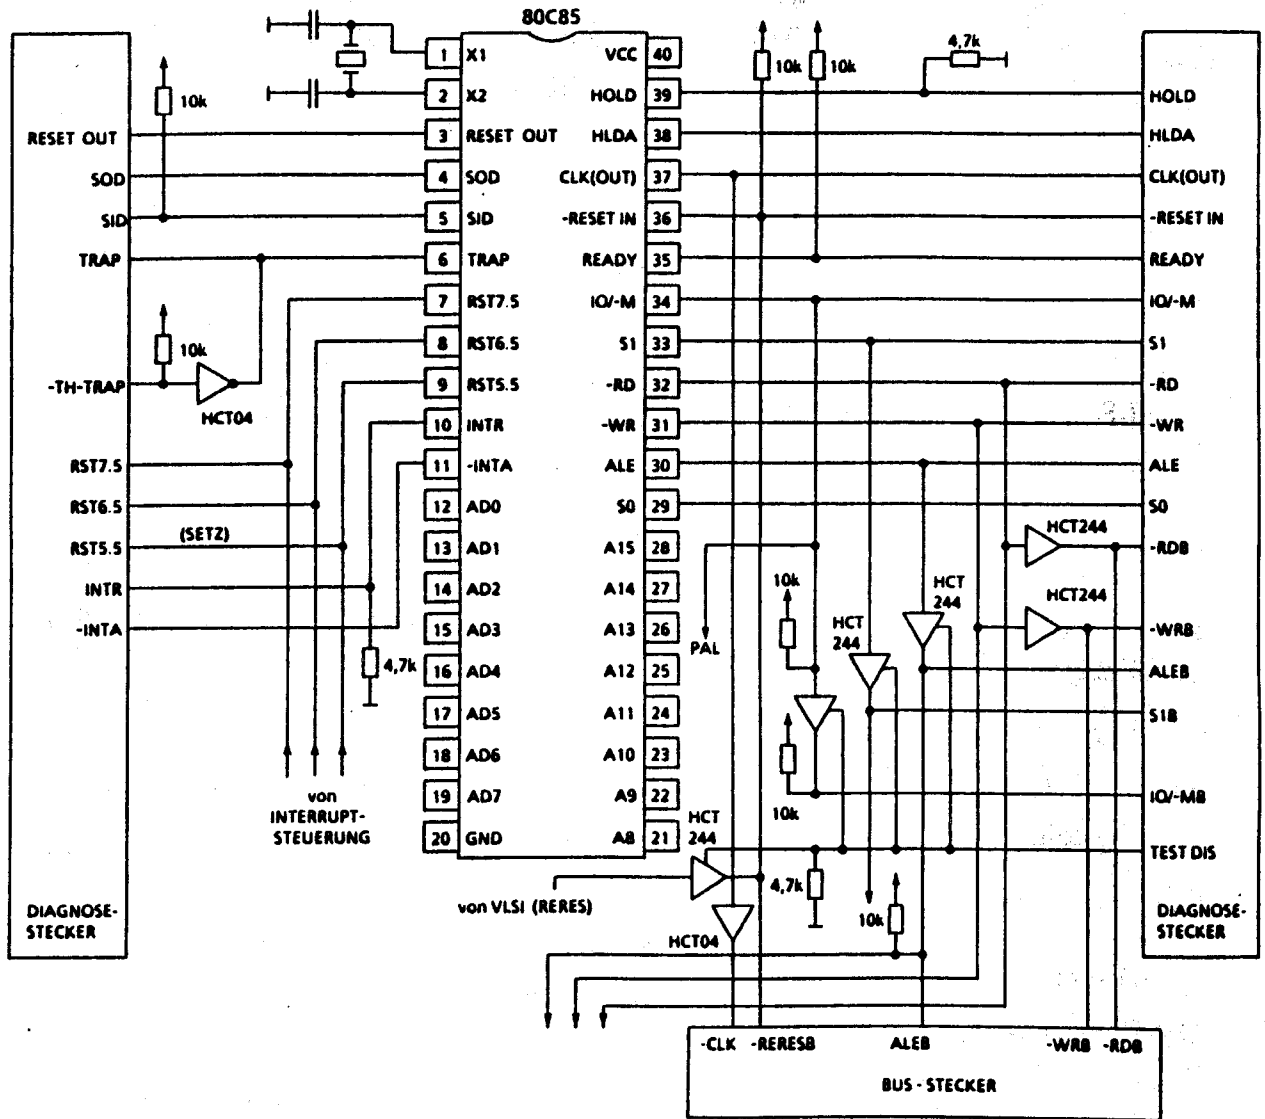 80C85
1 X1
2 X2
3 RESET OUT
4 SOD
5 SID
6 TRAP
7 RST7.5
8 RST6.5
9 RST5.5
10 INTR
11 -INTA
12 AD0
13 AD1
14 AD2
15 AD3
16 AD4
17 AD5
18 AD6
19 AD7
20 GND
VCC 40
HOLD 39
HLDA 38
CLK(OUT) 37
-RESET IN 36
READY 35
IO/-M 34
S1 33
-RD 32
-WR 31
ALE 30
S0 29
A15 28
A14 27
A13 26
A12 25
A11 24
A10 23
A9 22
A8 21
RESET OUT
SOD
SID
TRAP
-TH-TRAP
RST7.5
RST6.5
RST5.5
INTR
-INTA
DIAGNOSE-
STECKER
10k
10k
HCT04
(SETZ)
4,7k
von
INTERRUPT-
STEUERUNG
10k
10k
4,7k
PAL
10k
10k
HCT
244
HCT
244
HCT244
HCT244
HCT
244
von VLSI (RERES)
HCT04
4,7k
10k
HOLD
HLDA
CLK(OUT)
-RESET IN
READY
IO/-M
S1
-RD
-WR
ALE
S0
-RDB
-WRB
ALEB
S1B
IO/-MB
TEST DIS
DIAGNOSE-
STECKER
-CLK -RERESB ALEB -WRB -RDB
BUS - STECKER